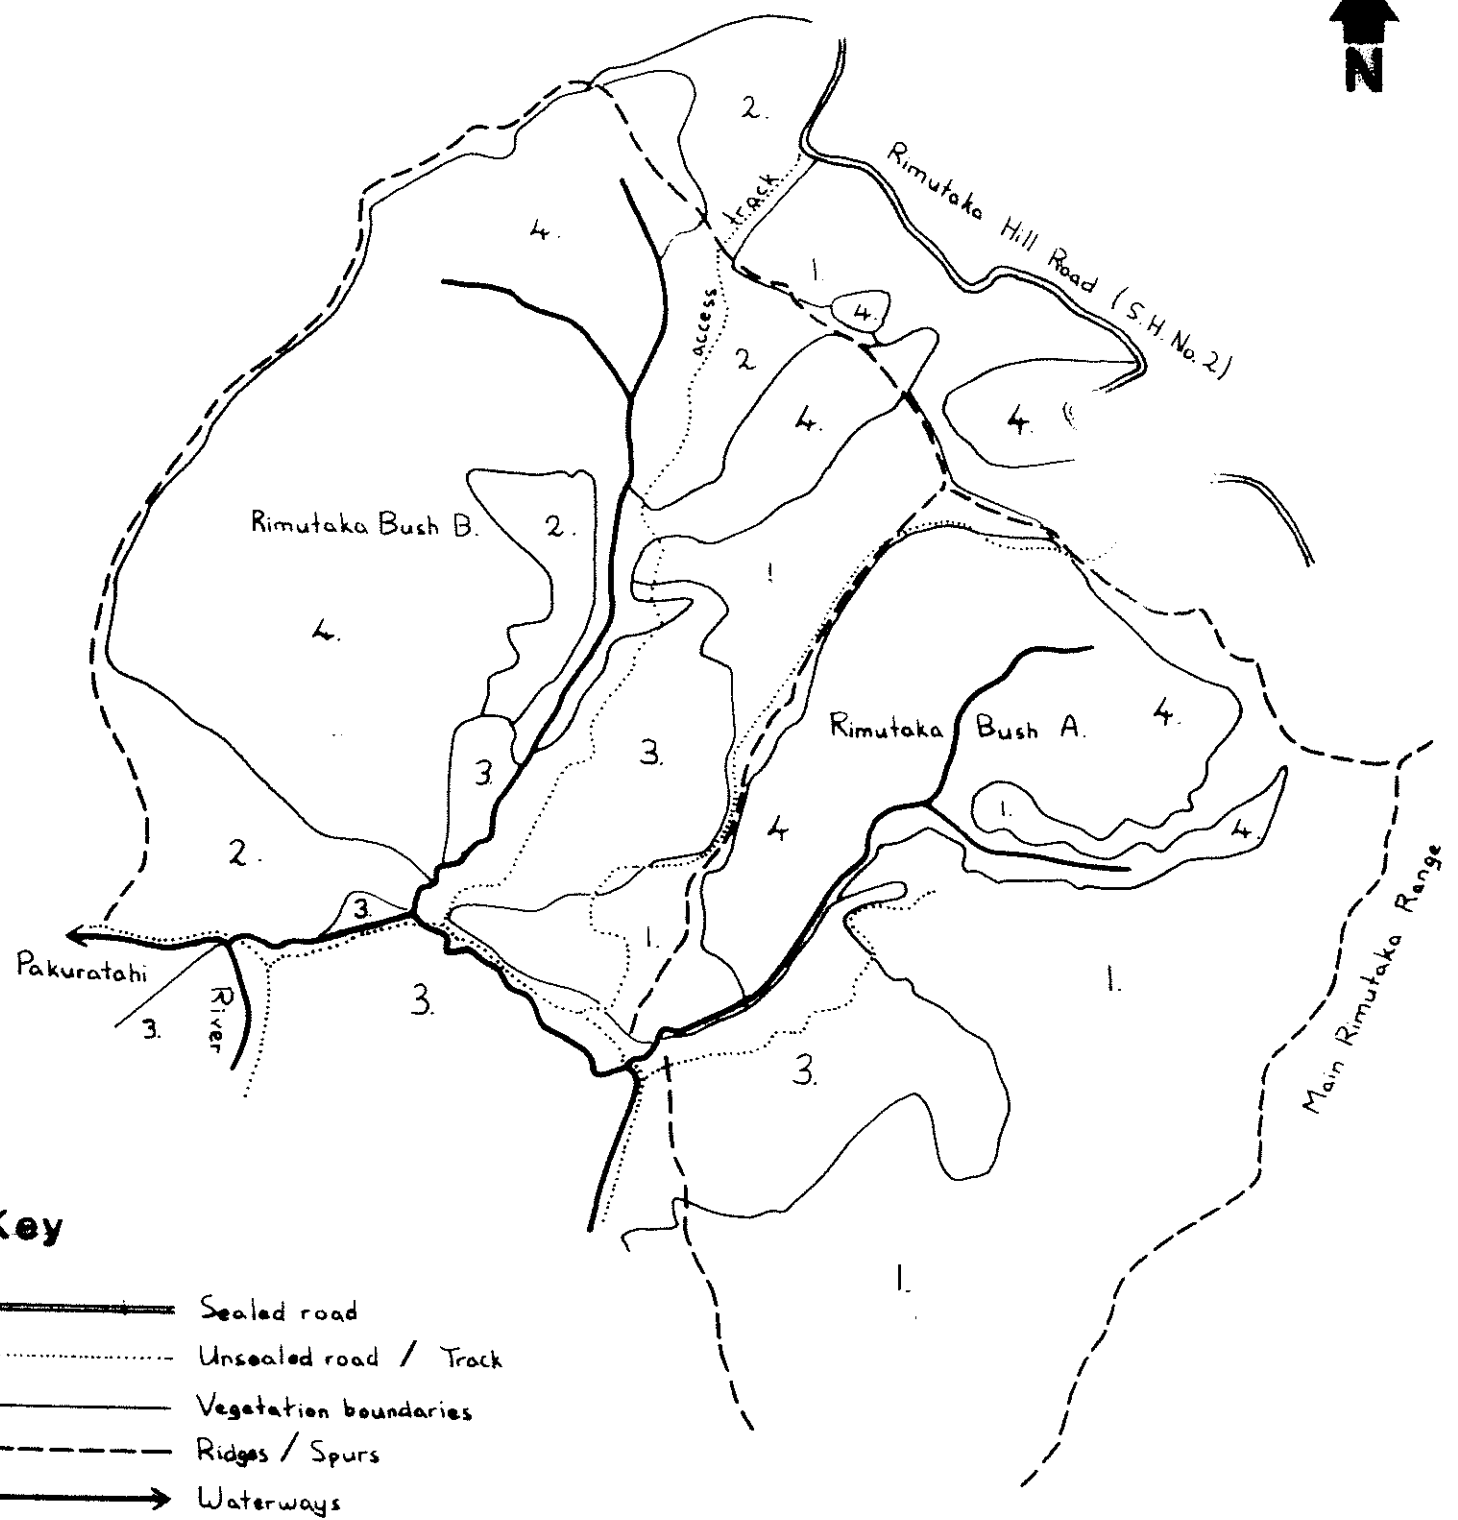 N
2.
Rimutaka Hill Road (S.H. No. 2)
track
4.
1.
4.
access
2
4.
4.
Rimutaka Bush B.
2.
1
4.
4.
Rimutaka Bush A.
3.
3.
1.
4
4.
2.
3.
1.
Pakuratahi
River
3.
3.
1.
3.
Main Rimutaka Range
1.
Key
Sealed road
Unsealed road / Track
Vegetation boundaries
Ridges / Spurs
Waterways